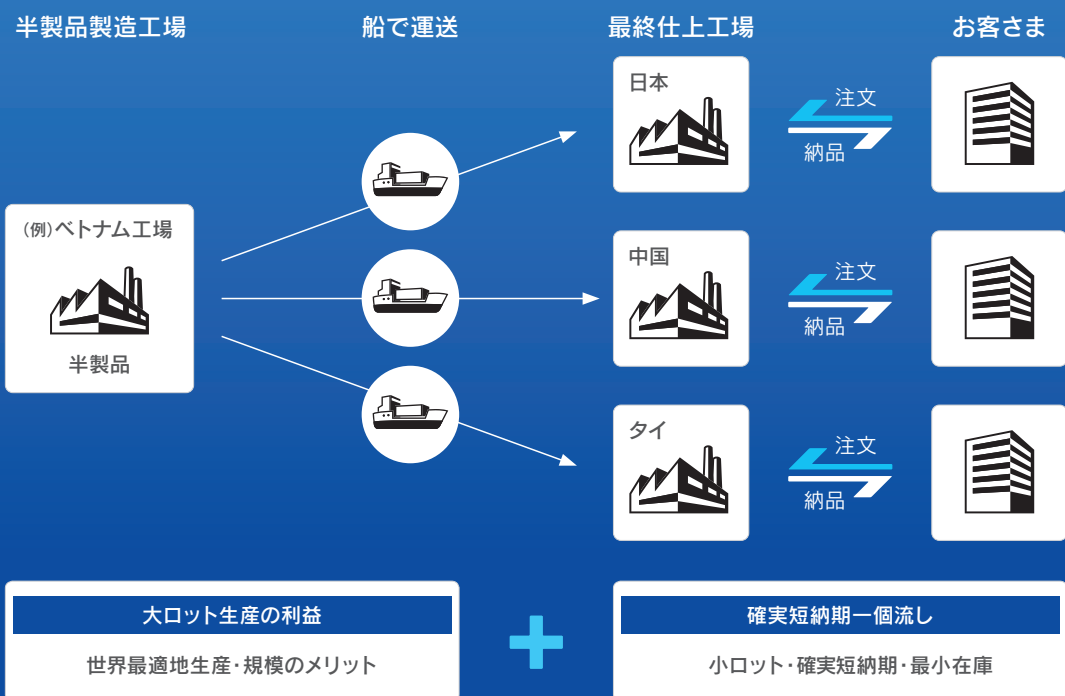 半製品製造工場
船で運送
最終仕上工場
お客さま
(例)ベトナム工場
半製品
日本
注文
納品
中国
注文
納品
タイ
注文
納品
大ロット生産の利益
世界最適地生産・規模のメリット
確実短納期一個流し
小ロット・確実短納期・最小在庫